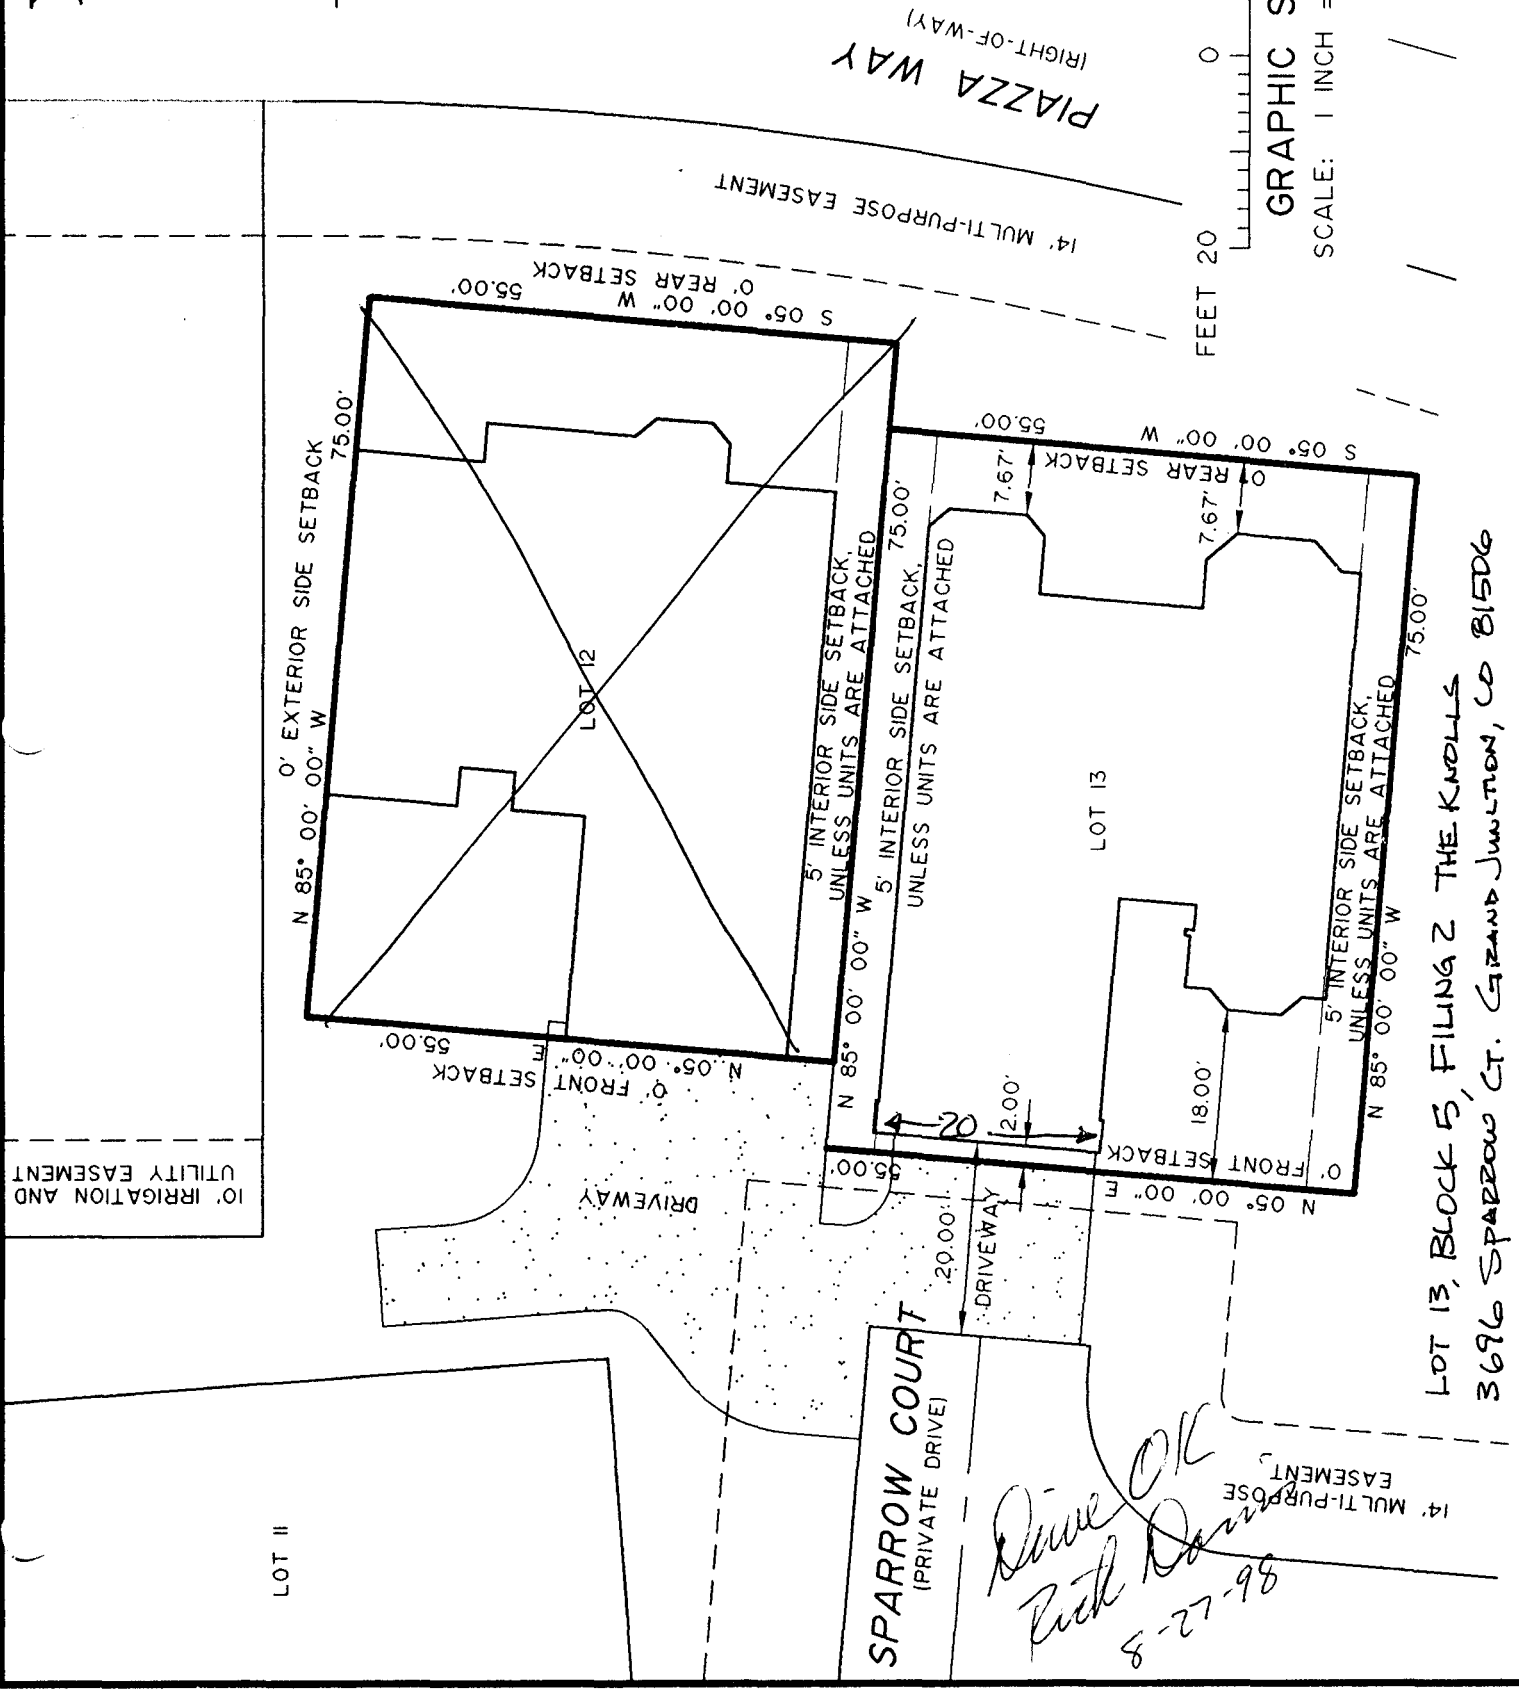 PIAZZA WAY
(RIGHT-OF-WAY)
14' MULTI-PURPOSE EASEMENT
FEET 20
0
GRAPHIC S
SCALE: 1 INCH =
0' REAR SETBACK
S 05° 00' 00" W
55.00'
75.00'
0' EXTERIOR SIDE SETBACK
N 85° 00' 00" W
LOT 12
5' INTERIOR SIDE SETBACK,
UNLESS UNITS ARE ATTACHED
N 05° 00' 00" E
55.00'
0' FRONT SETBACK
N 85° 00' 00" W
75.00'
5' INTERIOR SIDE SETBACK,
UNLESS UNITS ARE ATTACHED
S 05° 00' 00" W
55.00'
0' REAR SETBACK
7.67'
7.67'
LOT 13
5' INTERIOR SIDE SETBACK,
UNLESS UNITS ARE ATTACHED
N 85° 00' 00" W
75.00'
20
2.00'
18.00'
0' FRONT SETBACK
N 05° 00' 00" E
55.00'
20.00'
DRIVEWAY
DRIVEWAY
10' IRRIGATION AND
UTILITY EASEMENT
LOT 11
SPARROW COURT
(PRIVATE DRIVE)
14' MULTI-PURPOSE
EASEMENT
Drive OK
Rick
8-27-98
LOT 13, BLOCK 5, FILING 2 THE KNOLLS
3696 SPARROW CT. GRAND JUNCTION, CO 81506